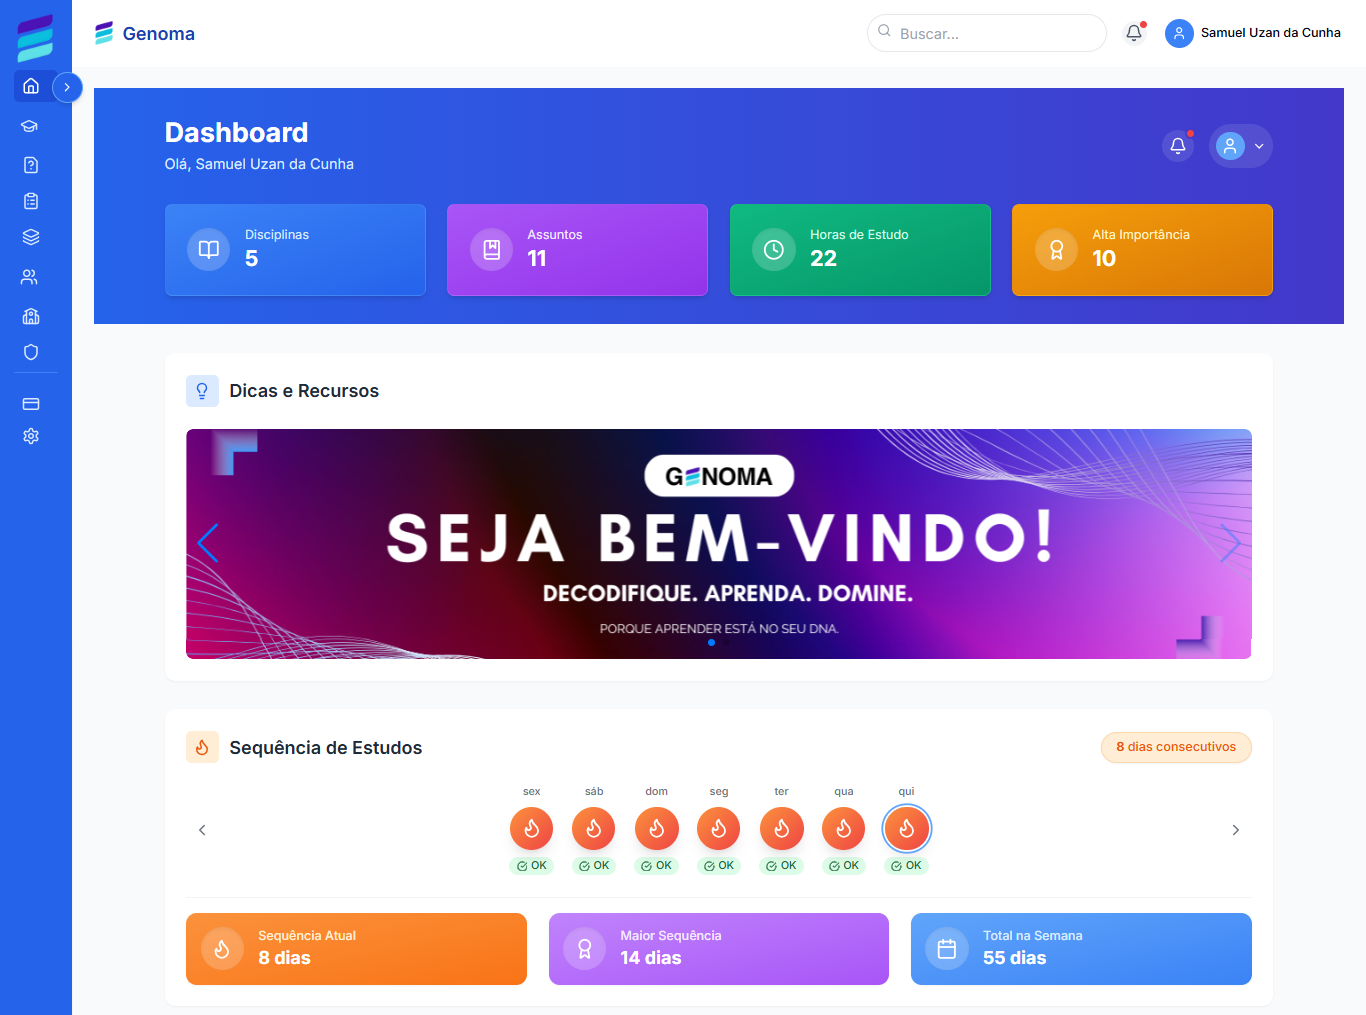 Genoma
Buscar...
Samuel Uzan da Cunha
Dashboard
Olá, Samuel Uzan da Cunha
Disciplinas
5
Assuntos
11
Horas de Estudo
22
Alta Importância
10
Dicas e Recursos
GENOMA
SEJA BEM-VINDO!
DECODIFIQUE. APRENDA. DOMINE.
PORQUE APRENDER ESTÁ NO SEU DNA.
Sequência de Estudos
8 dias consecutivos
sex sáb dom seg ter qua qui
OK OK OK OK OK OK OK
Sequência Atual
8 dias
Maior Sequência
14 dias
Total na Semana
55 dias